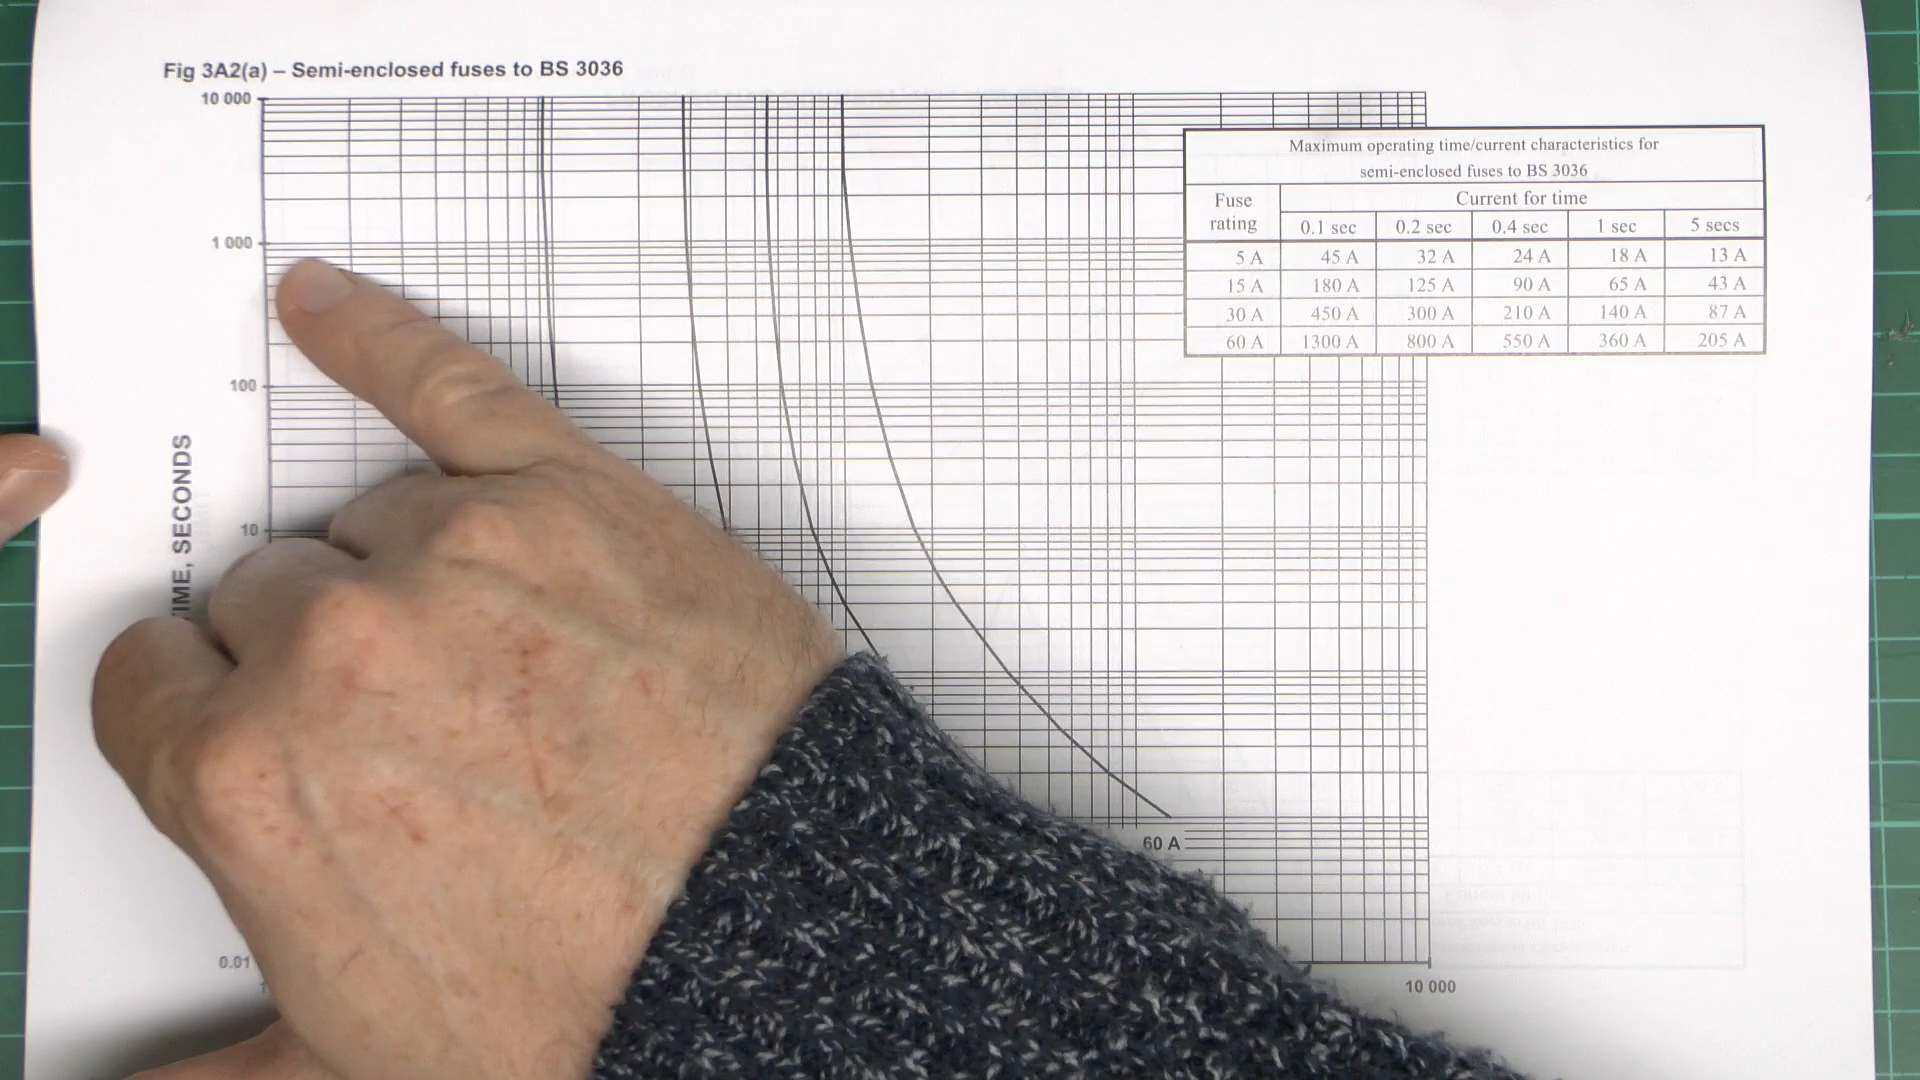 Fig 3A2(a) – Semi-enclosed fuses to BS 3036
10 000
1 000
100
10
0.01
IME, SECONDS
60 A
10 000
Maximum operating time/current characteristics for
semi-enclosed fuses to BS 3036
Fuse rating
Current for time
0.1 sec 0.2 sec 0.4 sec 1 sec 5 secs
5 A 45 A 32 A 24 A 18 A 13 A
15 A 180 A 125 A 90 A 65 A 43 A
30 A 450 A 300 A 210 A 140 A 87 A
60 A 1300 A 800 A 550 A 360 A 205 A